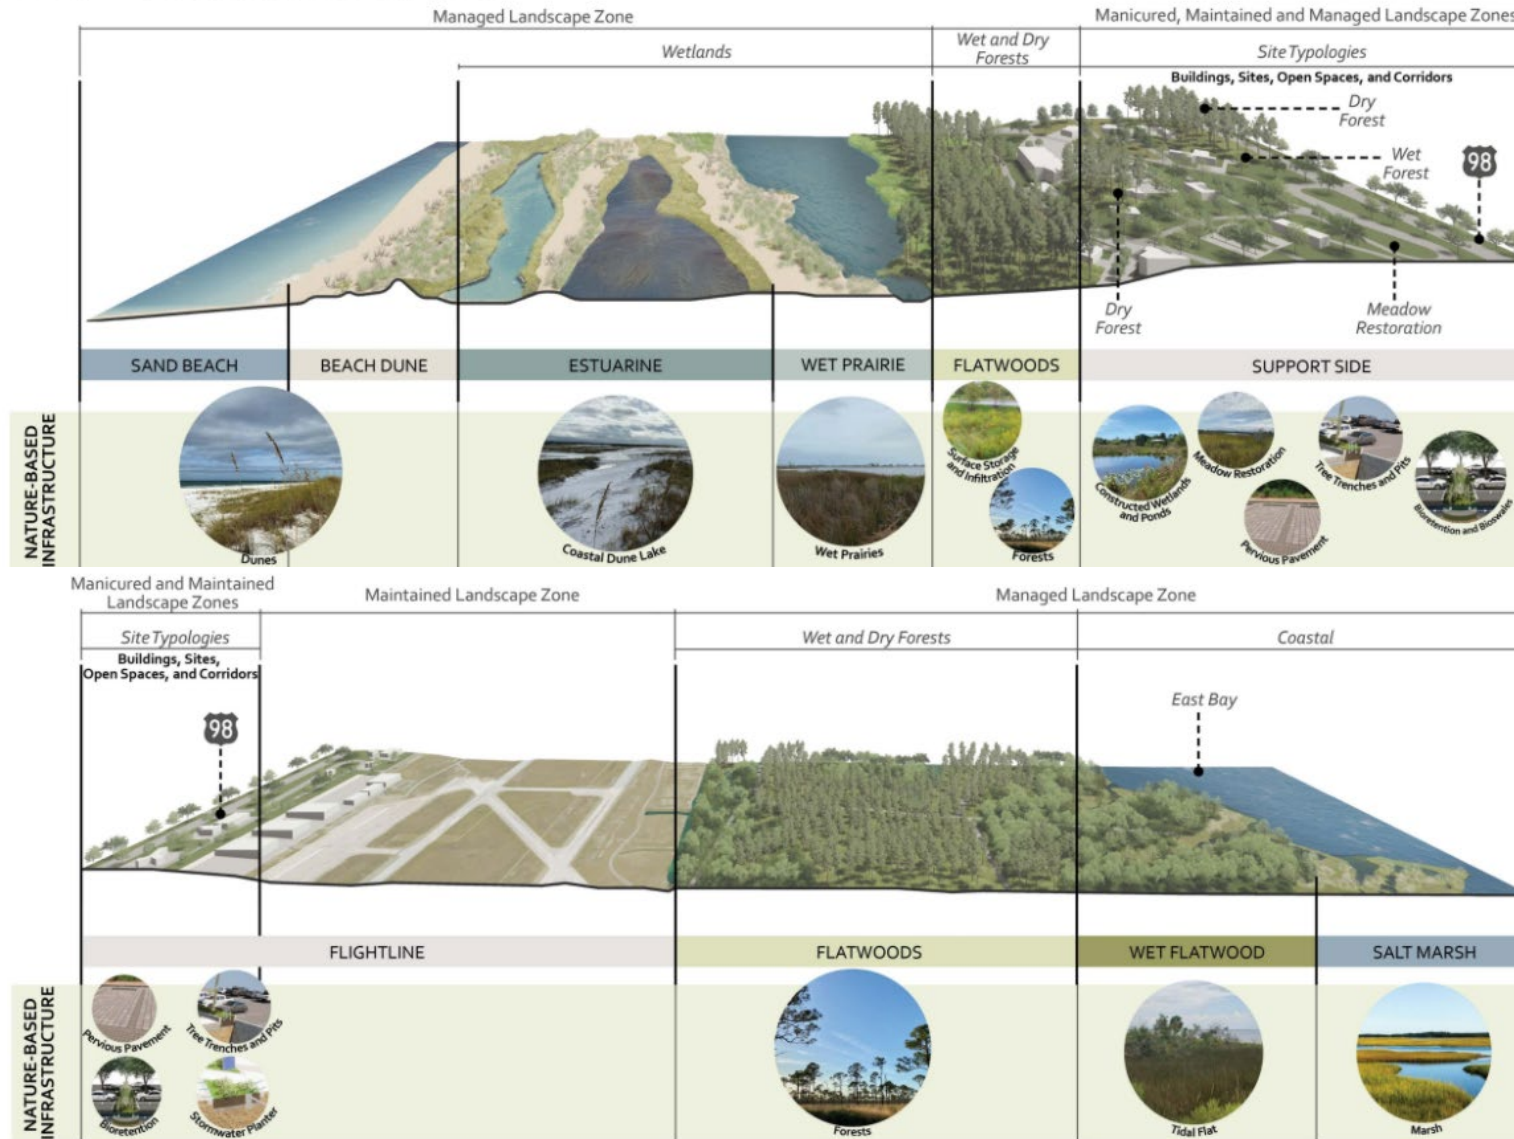 Managed Landscape Zone
Manicured, Maintained and Managed Landscape Zones
Wetlands
Wet and Dry
Forests
Site Typologies
Buildings, Sites, Open Spaces, and Corridors
Dry
Forest
Wet
Forest
98
Dry
Forest
Meadow
Restoration
SAND BEACH
BEACH DUNE
ESTUARINE
WET PRAIRIE
FLATWOODS
SUPPORT SIDE
NATURE-BASED
INFRASTRUCTURE
Dunes
Coastal Dune Lake
Wet Prairies
Surface Storage
and Infiltration
Forests
Constructed Wetlands
and Ponds
Meadow Restoration
Pervious Pavement
Tree Trenches and Pits
Bioretention and Bioswales
Manicured and Maintained
Landscape Zones
Maintained Landscape Zone
Managed Landscape Zone
Site Typologies
Buildings, Sites,
Open Spaces, and Corridors
Wet and Dry Forests
Coastal
98
East Bay
FLIGHTLINE
FLATWOODS
WET FLATWOOD
SALT MARSH
NATURE-BASED
INFRASTRUCTURE
Pervious Pavement
Tree Trenches and Pits
Bioretention
Stormwater Planter
Forests
Tidal Flat
Marsh